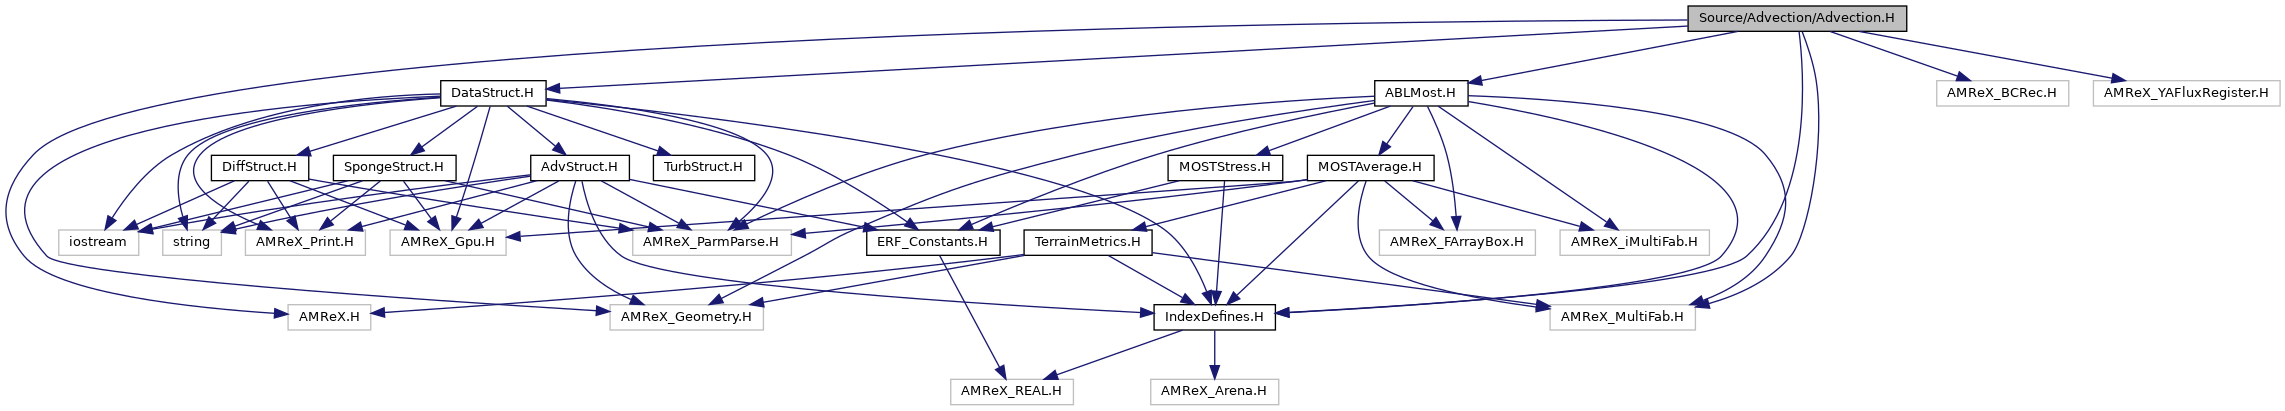 Source/Advection/Advection.H
DataStruct.H
ABLMost.H
AMReX_BCRec.H
AMReX_YAFluxRegister.H
DiffStruct.H
SpongeStruct.H
AdvStruct.H
TurbStruct.H
MOSTStress.H
MOSTAverage.H
iostream
string
AMReX_Print.H
AMReX_Gpu.H
AMReX_ParmParse.H
ERF_Constants.H
TerrainMetrics.H
AMReX_FArrayBox.H
AMReX_iMultiFab.H
AMReX.H
AMReX_Geometry.H
IndexDefines.H
AMReX_MultiFab.H
AMReX_REAL.H
AMReX_Arena.H